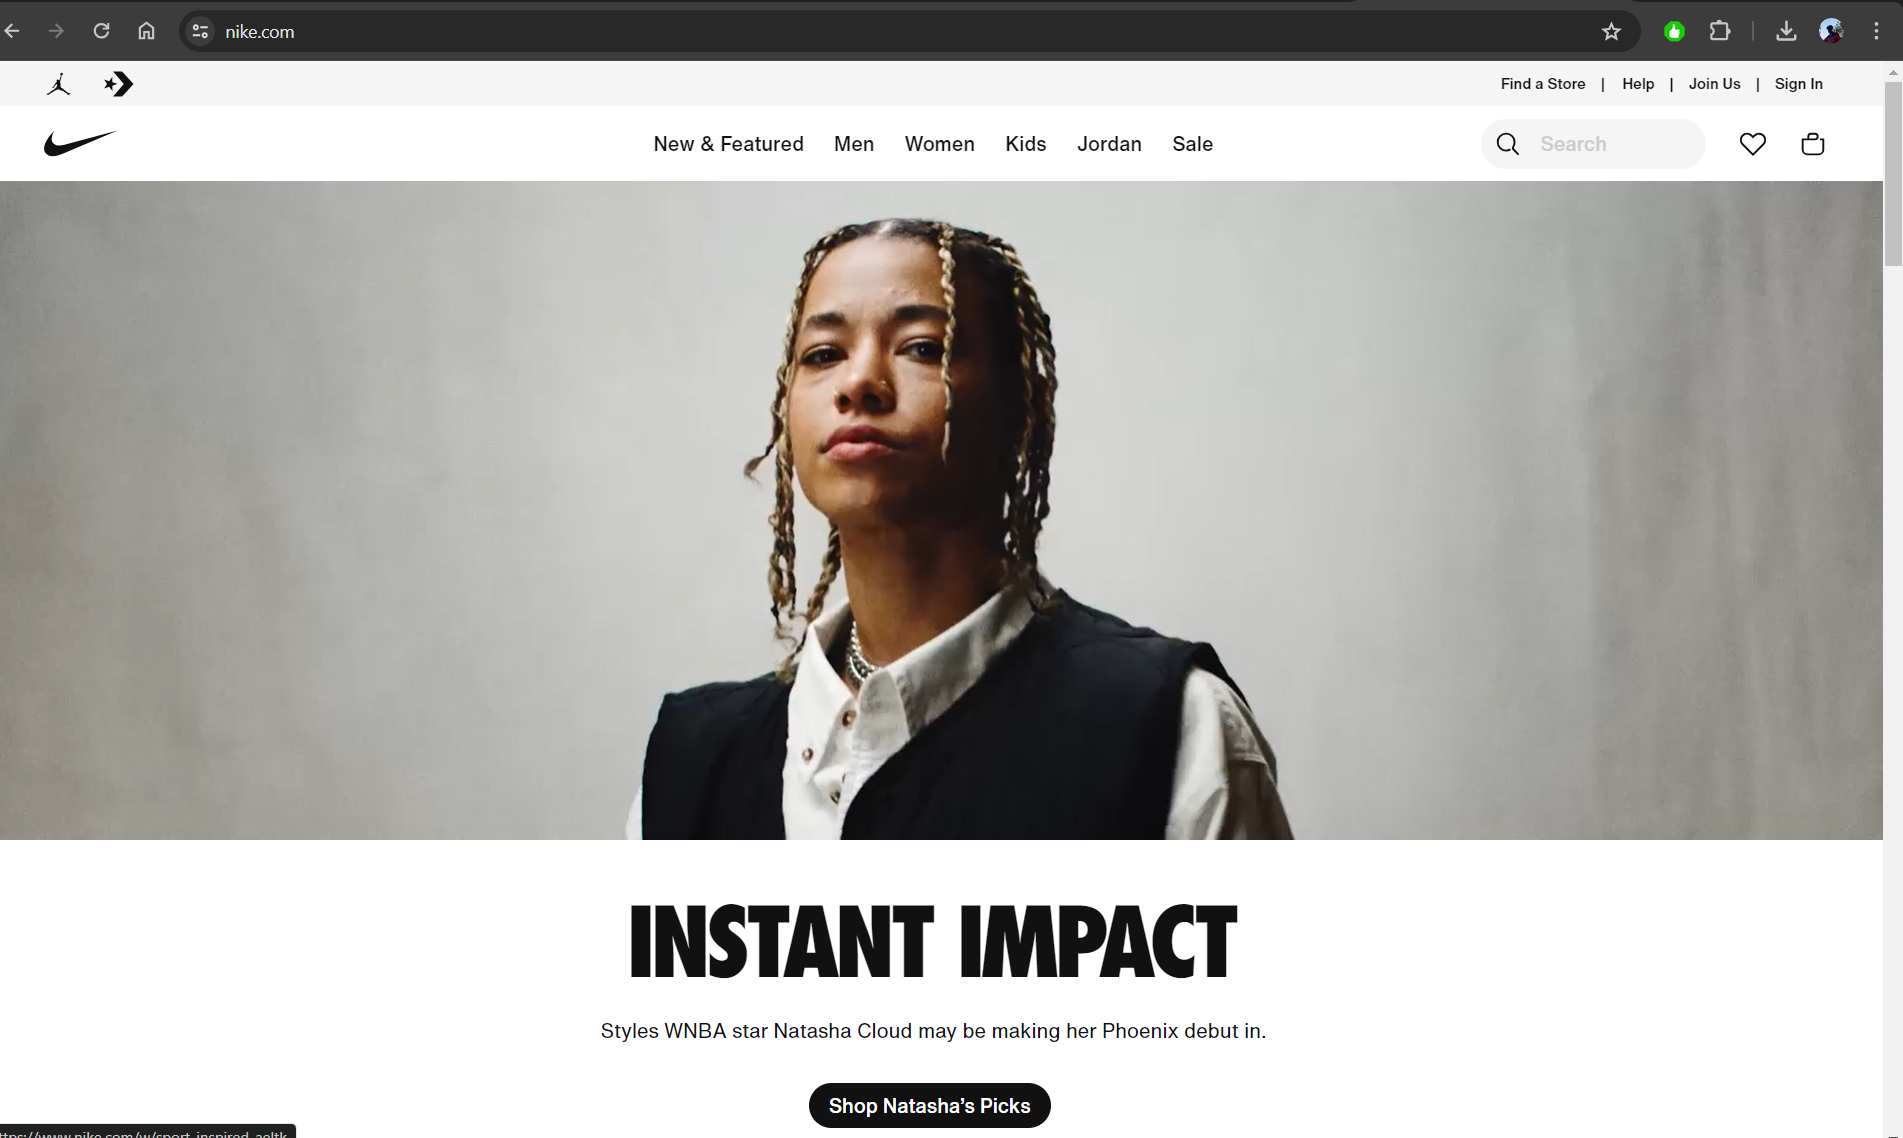 nike.com
Find a Store | Help | Join Us | Sign In
New & Featured Men Women Kids Jordan Sale
Search
INSTANT IMPACT
Styles WNBA star Natasha Cloud may be making her Phoenix debut in.
Shop Natasha’s Picks